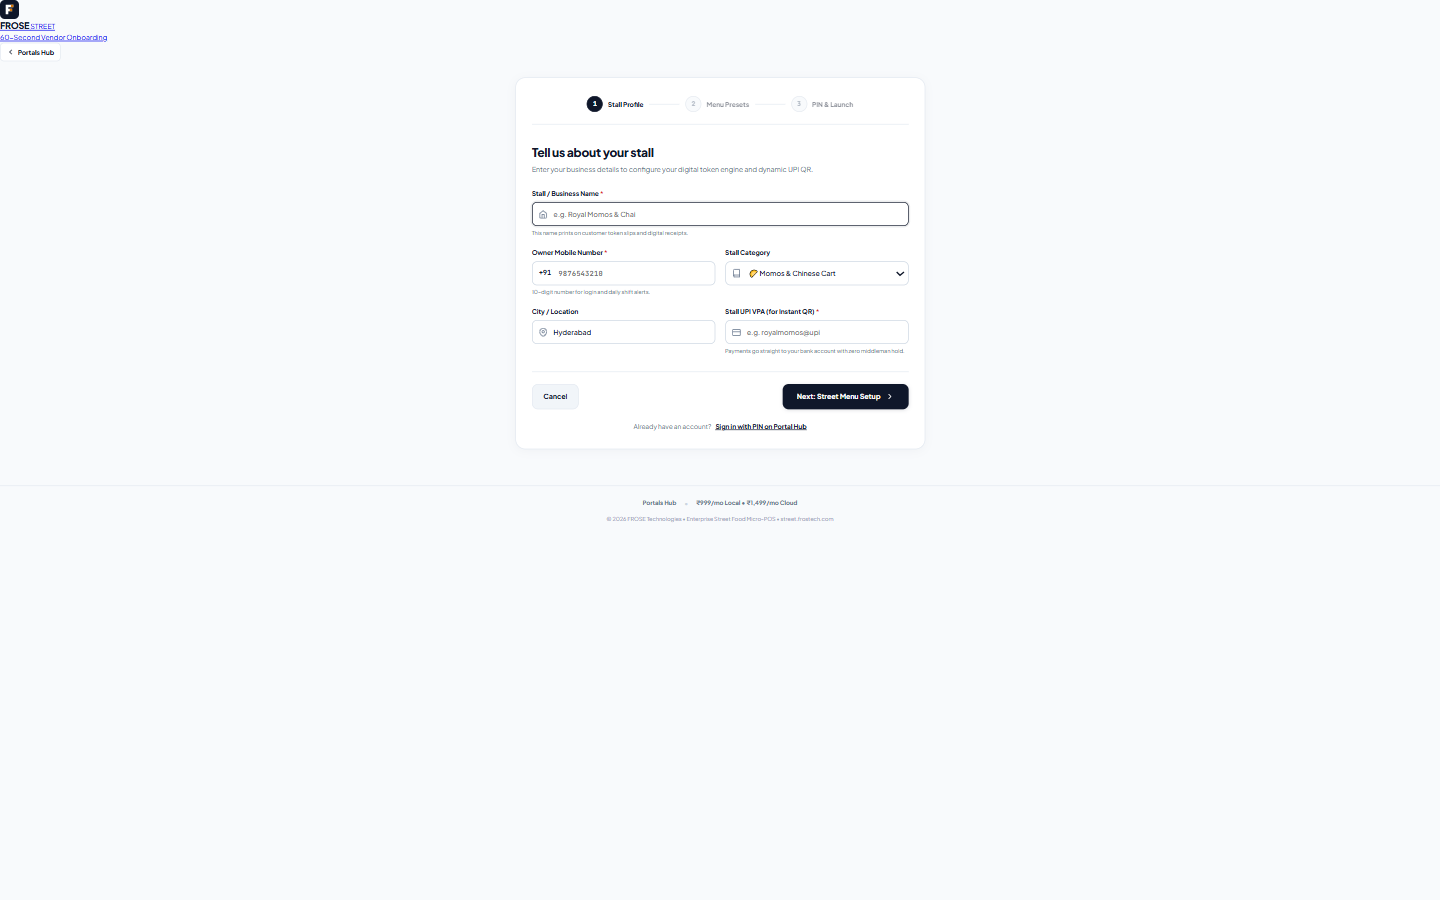 F
FROSE STREET
60-Second Vendor Onboarding
Portals Hub
1 Stall Profile 2 Menu Presets 3 PIN & Launch
Tell us about your stall
Enter your business details to configure your digital token engine and dynamic UPI QR.
Stall / Business Name *
e.g. Royal Momos & Chai
This name prints on customer token slips and digital receipts.
Owner Mobile Number * Stall Category
+91 9876543210 Momos & Chinese Cart
10-digit number for login and daily shift alerts.
City / Location Stall UPI VPA (for Instant QR) *
Hyderabad e.g. royalmomos@upi
Payments go straight to your bank account with zero middleman hold.
Cancel Next: Street Menu Setup
Already have an account? Sign in with PIN on Portal Hub
Portals Hub • ₹999/mo Local • ₹1,499/mo Cloud
© 2026 FROSE Technologies • Enterprise Street Food Micro-POS • street.frostech.com